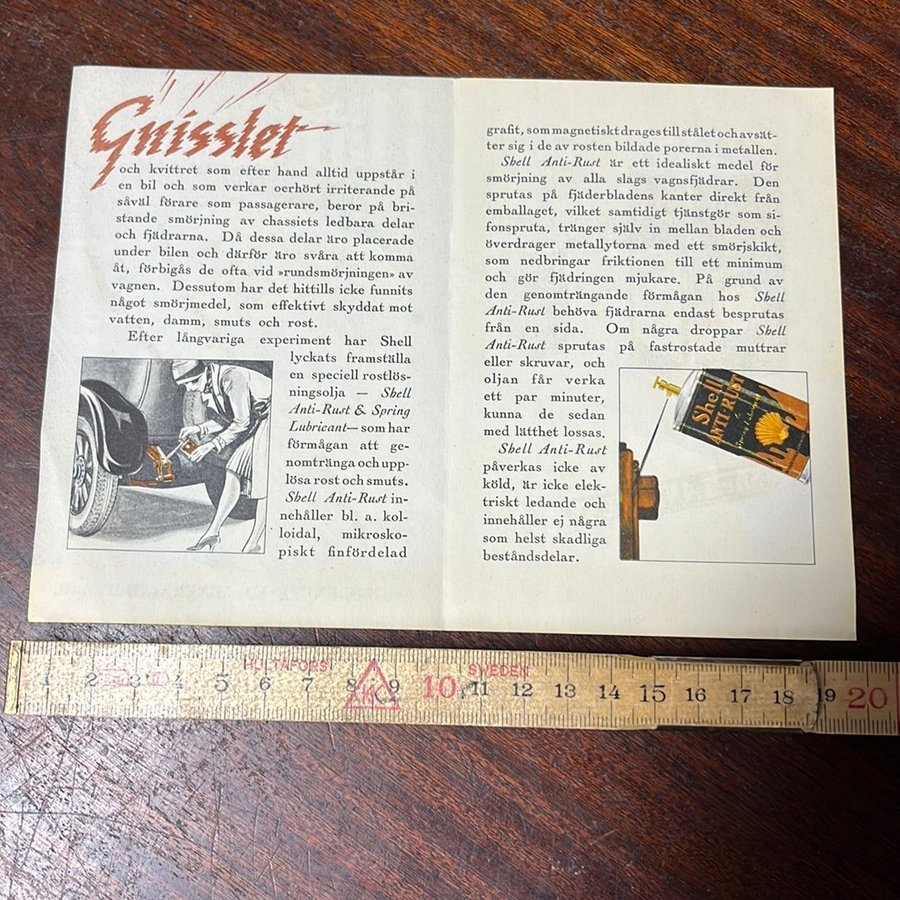 Gnisslet
och kvittret som efter hand alltid uppstår i
en bil och som verkar oerhört irriterande på
såväl förare som passagerare, beror på bri-
stande smörjning av chassiets ledbara delar
och fjädrarna. Då dessa delar äro placerade
under bilen och därför äro svåra att komma
åt, förbigås de ofta vid »rundsmörjningen» av
vagnen. Dessutom har det hittills icke funnits
något smörjmedel, som effektivt skyddat mot
vatten, damm, smuts och rost.
Efter långvariga experiment har Shell
lyckats framställa
en speciell rostlös-
ningsolja — Shell
Anti-Rust & Spring
Lubricant — som har
förmågan att ge-
nomtränga och upp-
lösa rost och smuts.
Shell Anti-Rust in-
nehåller bl. a. kol-
loidal, mikrosko-
piskt finfördelad
grafit, som magnetiskt drages till stålet och avsät-
ter sig i de av rosten bildade porerna i metallen.
Shell Anti-Rust är ett idealiskt medel för
smörjning av alla slags vagnsfjädrar. Den
sprutas på fjäderbladens kanter direkt från
emballaget, vilket samtidigt tjänstgör som si-
fonspruta, tränger själv in mellan bladen och
överdrager metallytorna med ett smörjskikt,
som nedbringar friktionen till ett minimum
och gör fjädringen mjukare. På grund av
den genomträngande förmågan hos Shell
Anti-Rust behöva fjädrarna endast besprutas
från en sida. Om några droppar Shell
Anti-Rust sprutas på fastrostade muttrar
eller skruvar, och
oljan får verka
ett par minuter,
kunna de sedan
med lätthet lossas.
Shell Anti-Rust
påverkas icke av
köld, är icke elek-
triskt ledande och
innehåller ej några
som helst skadliga
beståndsdelar.
Shell
ANTI-RUST
&
Spring Lubricant
HULTAFORS SWEDEN
1 2 3 4 5 6 7 8 9 10 11 12 13 14 15 16 17 18 19 20